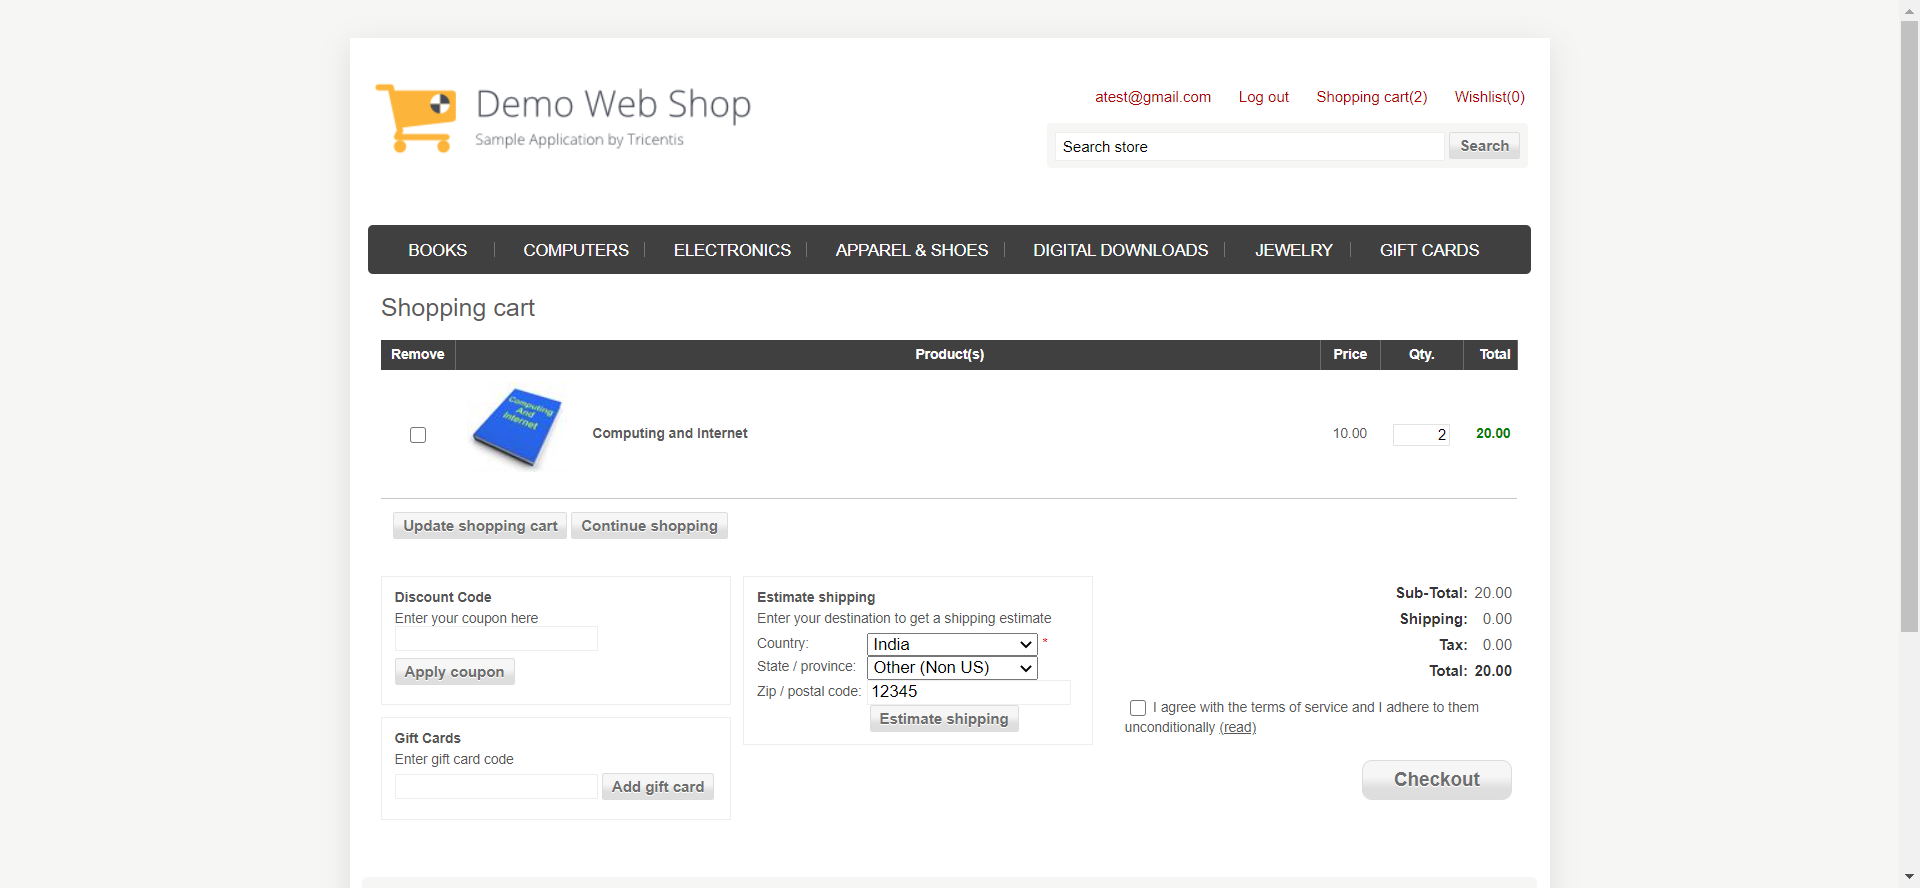 Demo Web Shop
Sample Application by Tricentis
atest@gmail.com Log out Shopping cart(2) Wishlist(0)
Search store Search
BOOKS COMPUTERS ELECTRONICS APPAREL & SHOES DIGITAL DOWNLOADS JEWELRY GIFT CARDS
Shopping cart
Remove Product(s) Price Qty. Total
Computing
And
Internet
Computing and Internet 10.00 2 20.00
Update shopping cart Continue shopping
Discount Code
Enter your coupon here
Apply coupon
Gift Cards
Enter gift card code
Add gift card
Estimate shipping
Enter your destination to get a shipping estimate
Country: India *
State / province: Other (Non US)
Zip / postal code: 12345
Estimate shipping
Sub-Total: 20.00
Shipping: 0.00
Tax: 0.00
Total: 20.00
I agree with the terms of service and I adhere to them
unconditionally (read)
Checkout